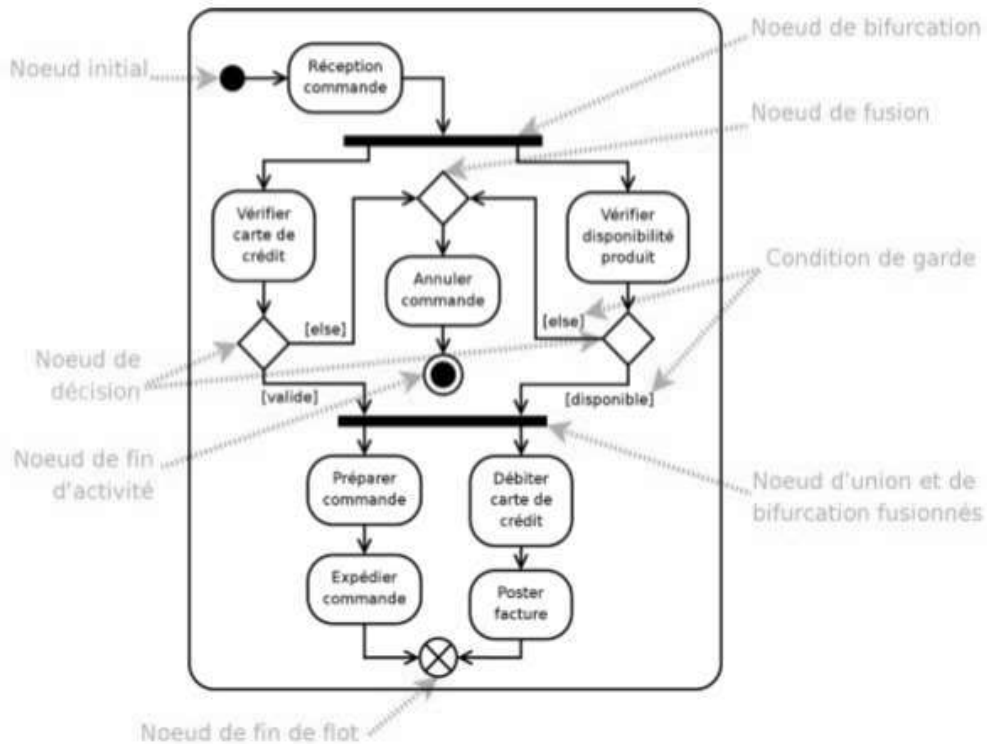 Noeud de bifurcation
Noeud initial
Réception
commande
Noeud de fusion
Vérifier
carte de
crédit
Vérifier
disponibilité
produit
Annuler
commande
Condition de garde
[else]
[else]
Noeud de
décision
[valide]
[disponible]
Noeud de fin
d'activité
Préparer
commande
Débiter
carte de
crédit
Noeud d'union et de
bifurcation fusionnés
Expédier
commande
Poster
facture
Noeud de fin de flot